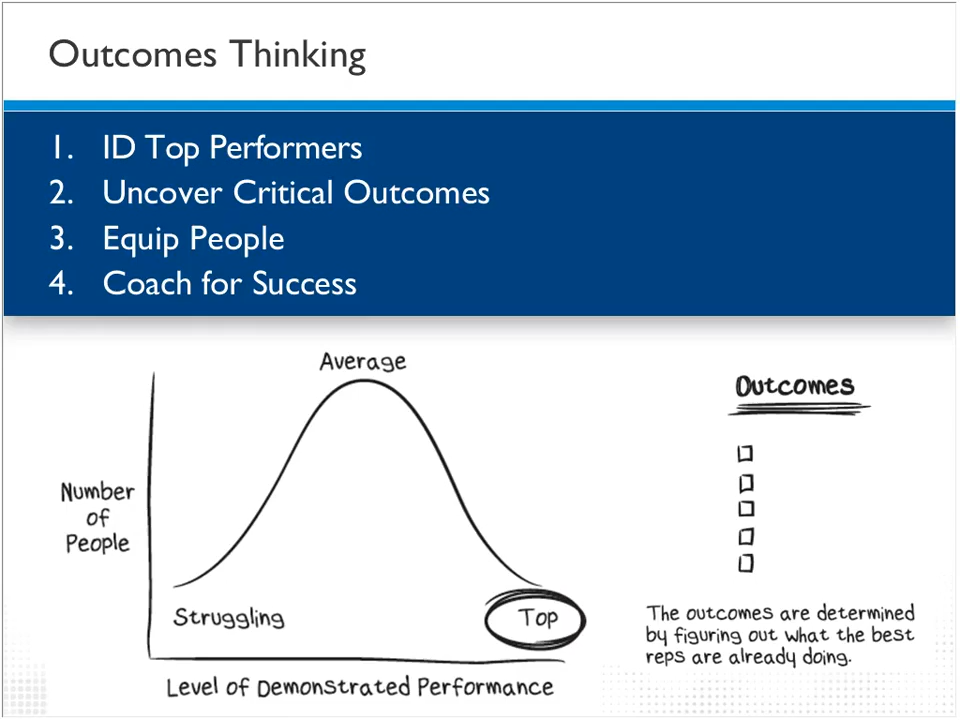 Outcomes Thinking
1. ID Top Performers
2. Uncover Critical Outcomes
3. Equip People
4. Coach for Success
Average
Number
of
People
Struggling
Top
Level of Demonstrated Performance
Outcomes
The outcomes are determined
by figuring out what the best
reps are already doing.